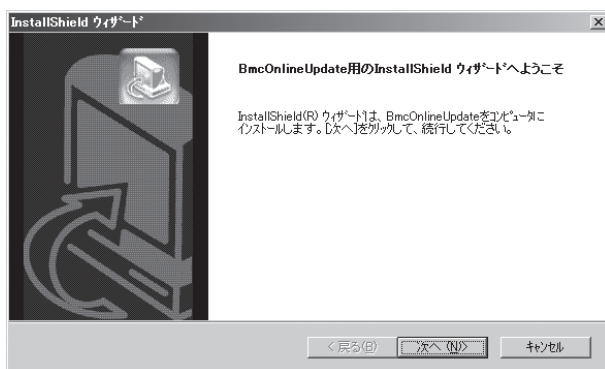 InstallShield ウィザード
BmcOnlineUpdate用のInstallShield ウィザードへようこそ
InstallShield(R) ウィザードは、BmcOnlineUpdateをコンピュータに
インストールします。[次へ]をクリックして、続行してください。
< 戻る(B)
次へ (N)>
キャンセル